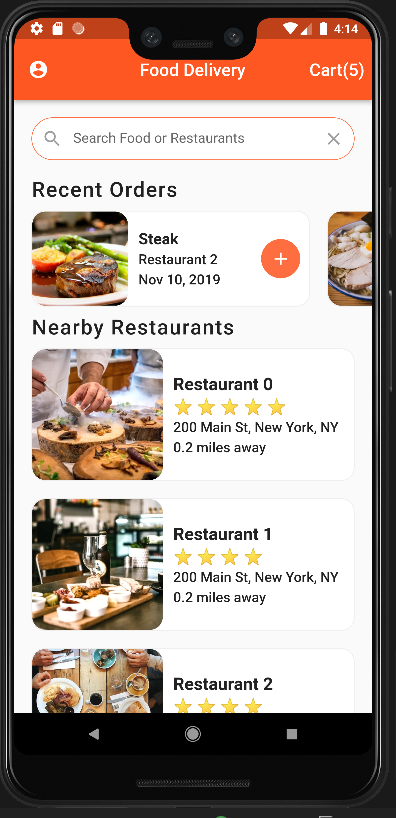 4:14
Food Delivery
Cart(5)
Search Food or Restaurants
Recent Orders
Steak
Restaurant 2
Nov 10, 2019
Nearby Restaurants
Restaurant 0
200 Main St, New York, NY
0.2 miles away
Restaurant 1
200 Main St, New York, NY
0.2 miles away
Restaurant 2